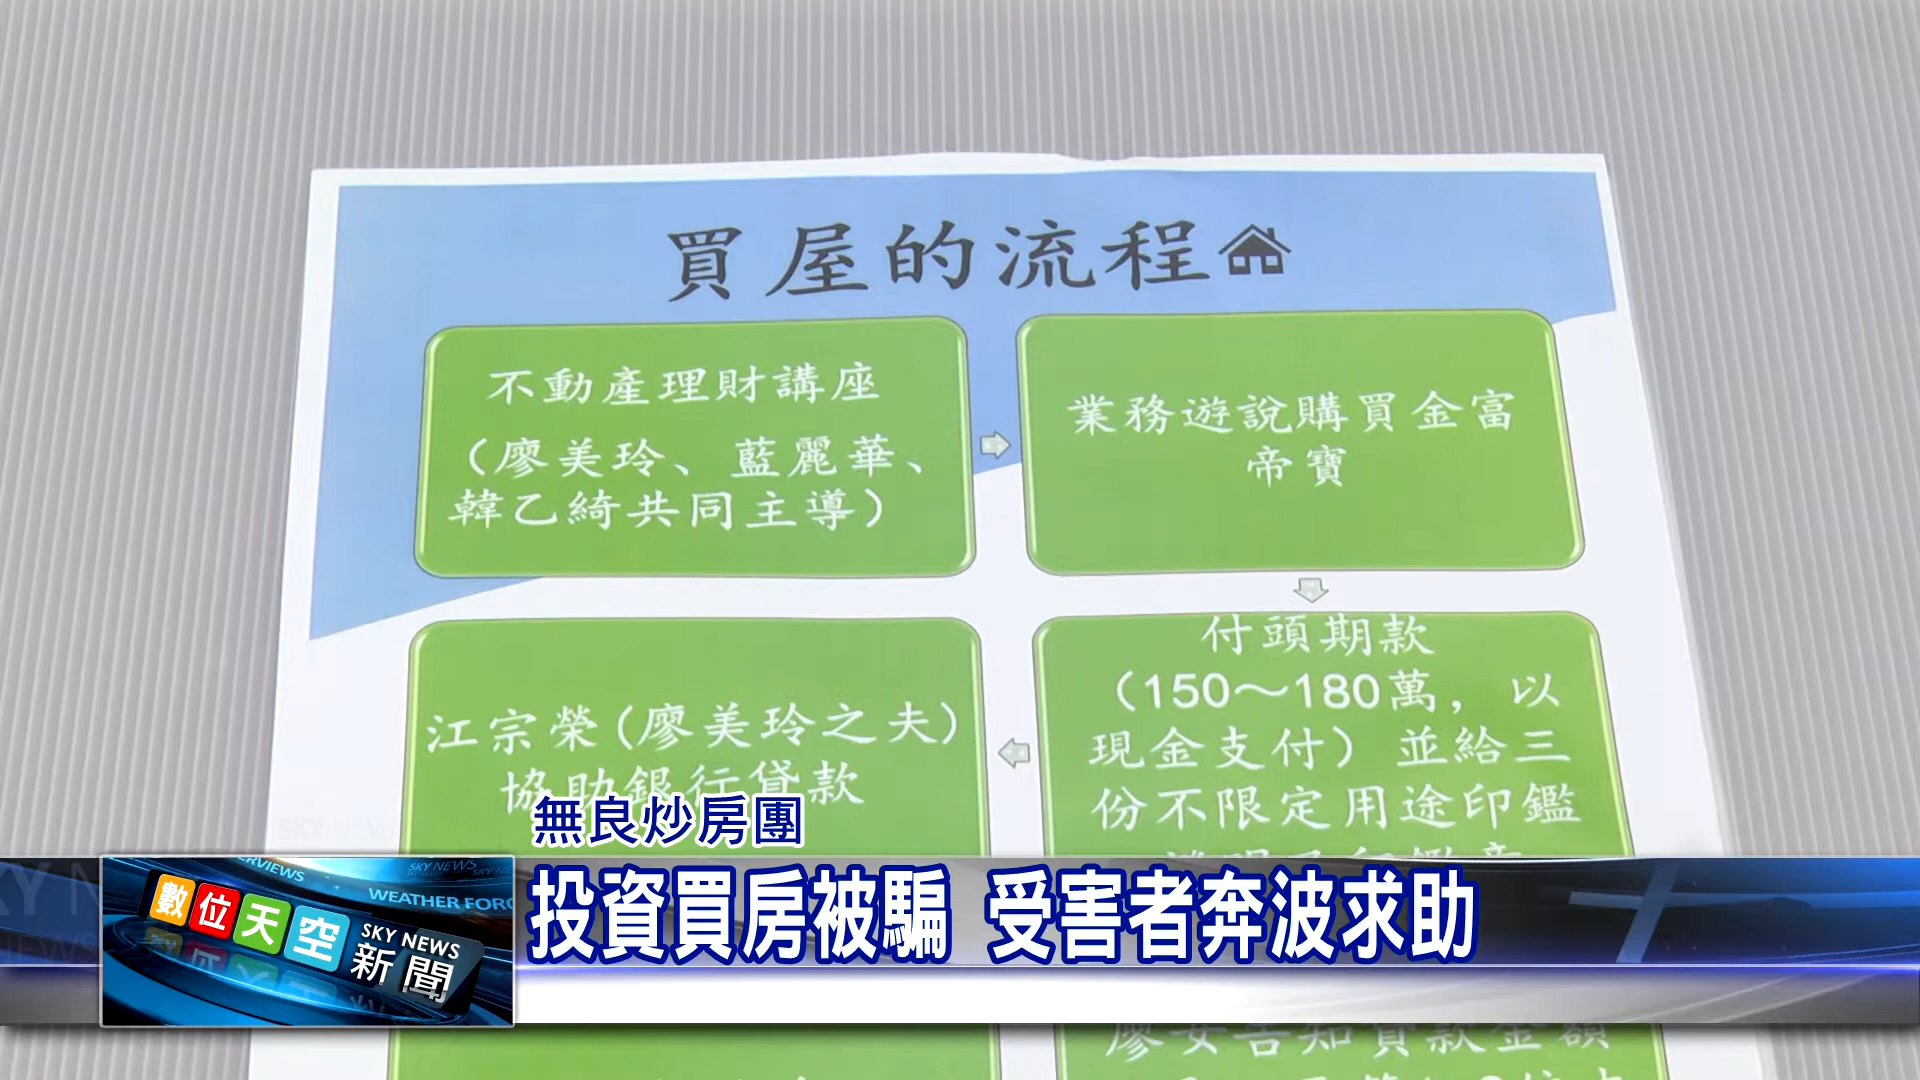 買屋的流程
不動產理財講座
（廖美玲、藍麗華、
韓乙綺共同主導）
業務遊說購買金富
帝寶
付頭期款
（150～180萬，以
現金支付）並給三
份不限定用途印鑑
江宗榮(廖美玲之夫)
協助銀行貸款
無良炒房團
投資買房被騙 受害者奔波求助
ERVIEWS
SKY NEWS
WEATHER FORC
數位天空
SKY NEWS
新聞